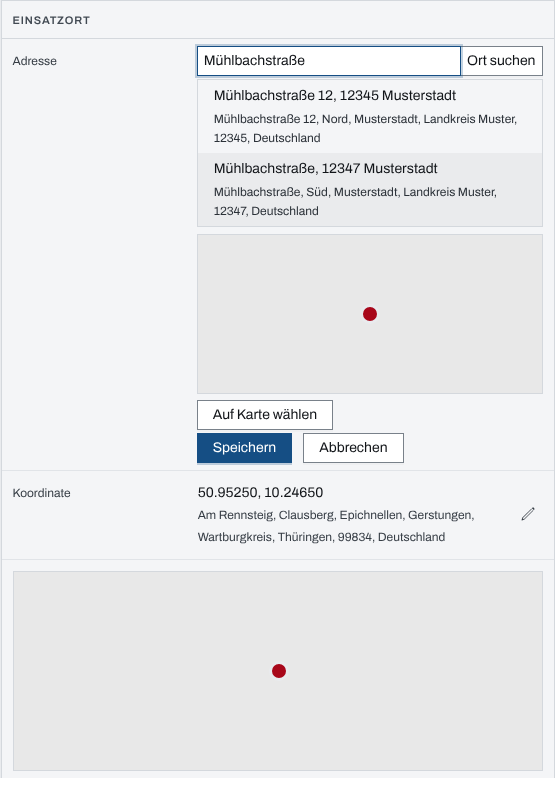 EINSATZORT
Adresse
Mühlbachstraße
Ort suchen
Mühlbachstraße 12, 12345 Musterstadt
Mühlbachstraße 12, Nord, Musterstadt, Landkreis Muster,
12345, Deutschland
Mühlbachstraße, 12347 Musterstadt
Mühlbachstraße, Süd, Musterstadt, Landkreis Muster,
12347, Deutschland
Auf Karte wählen
Speichern
Abbrechen
Koordinate
50.95250, 10.24650
Am Rennsteig, Clausberg, Epichnellen, Gerstungen,
Wartburgkreis, Thüringen, 99834, Deutschland